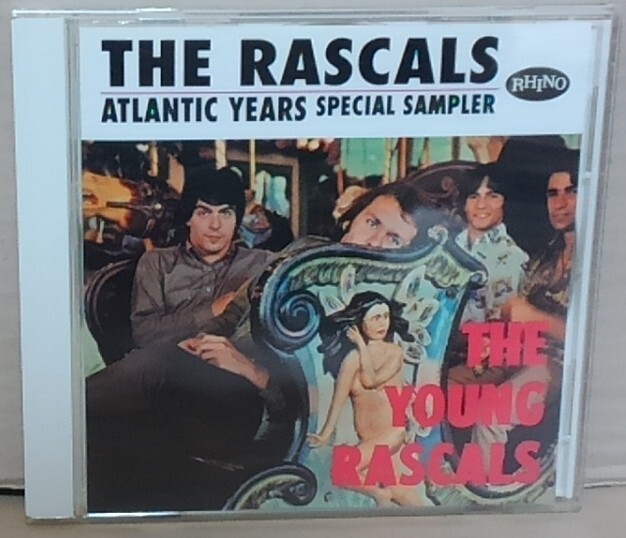 THE RASCALS
RHINO
ATLANTIC YEARS SPECIAL SAMPLER
THE
YOUNG
RASCALS